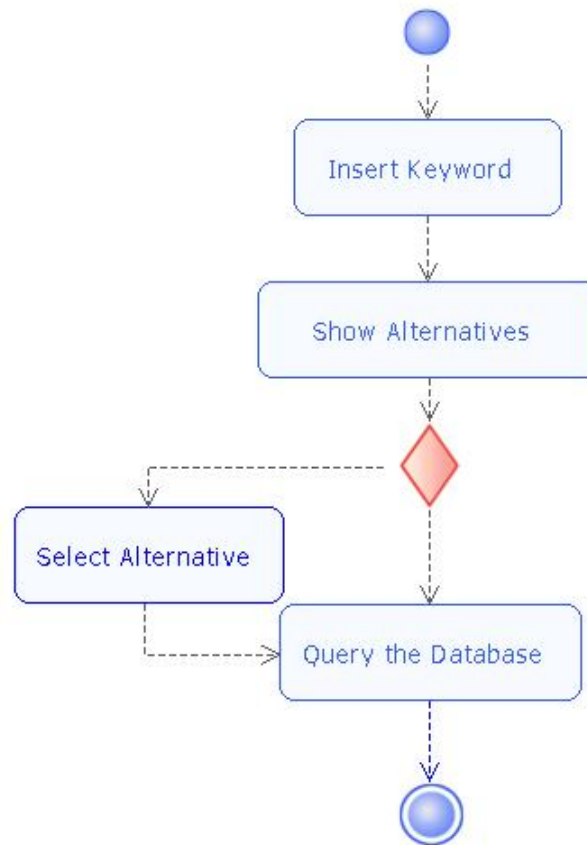 Insert Keyword
Show Alternatives
Select Alternative
Query the Database